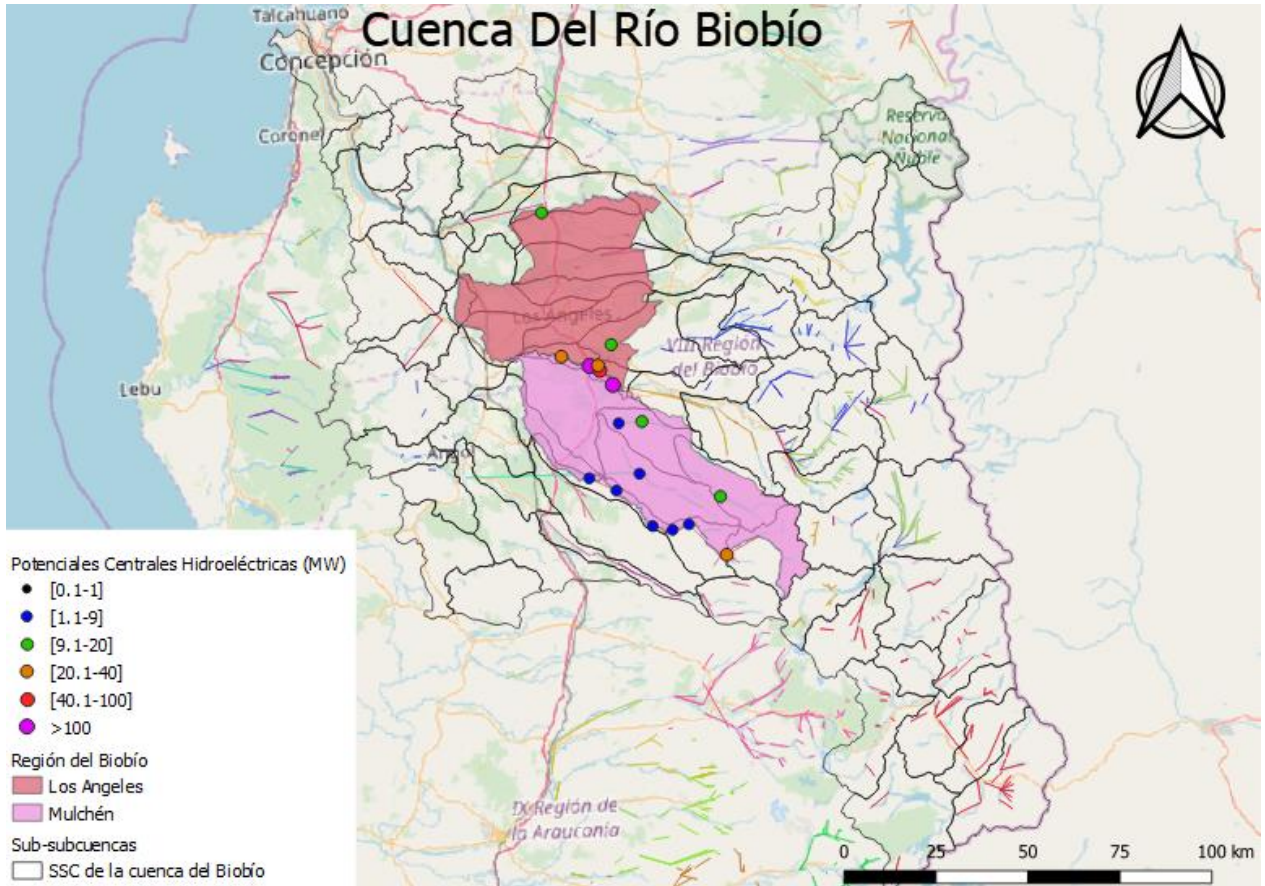 Cuenca Del Río Biobío
Talcahuano
Concepción
Coronel
Reserva
Nacional
Ñuble
Los Angeles
VIII Región
del Biobío
Lebu
Angol
IX Región de
la Araucanía
Potenciales Centrales Hidroeléctricas (MW)
[0.1-1]
[1.1-9]
[9.1-20]
[20.1-40]
[40.1-100]
>100
Región del Biobío
Los Angeles
Mulchén
Sub-subcuencas
SSC de la cuenca del Biobío
0 25 50 75 100 km